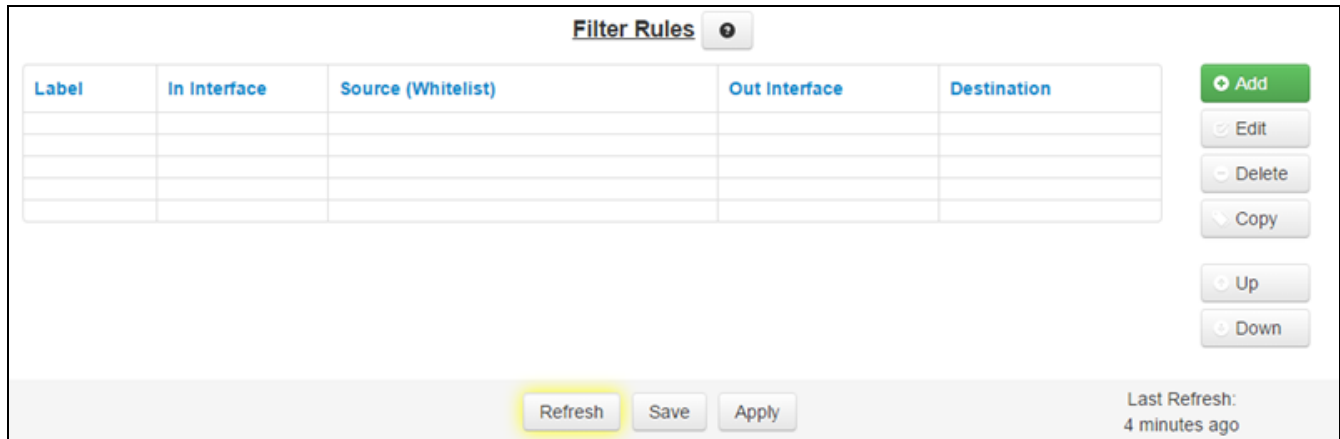 Filter Rules
Label In Interface Source (Whitelist) Out Interface Destination
Add
Edit
Delete
Copy
Up
Down
Refresh Save Apply
Last Refresh:
4 minutes ago